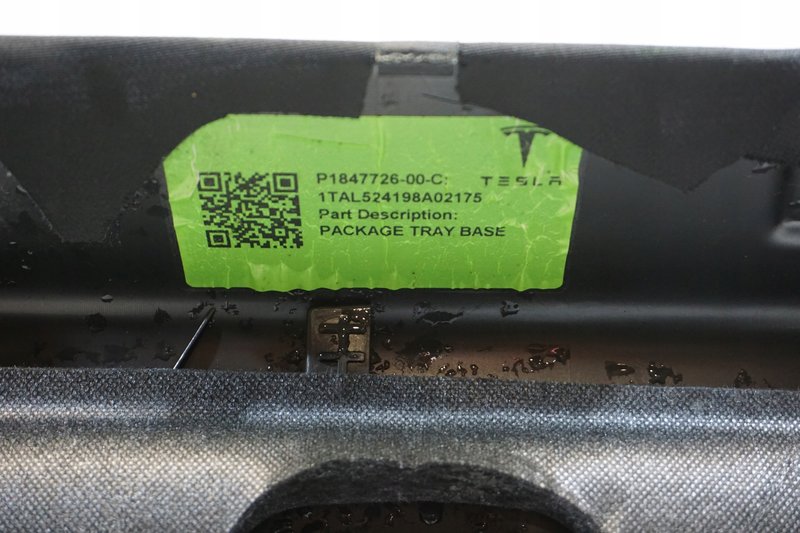 P1847726-00-C:
TESLA
1TAL524198A02175
Part Description:
PACKAGE TRAY BASE